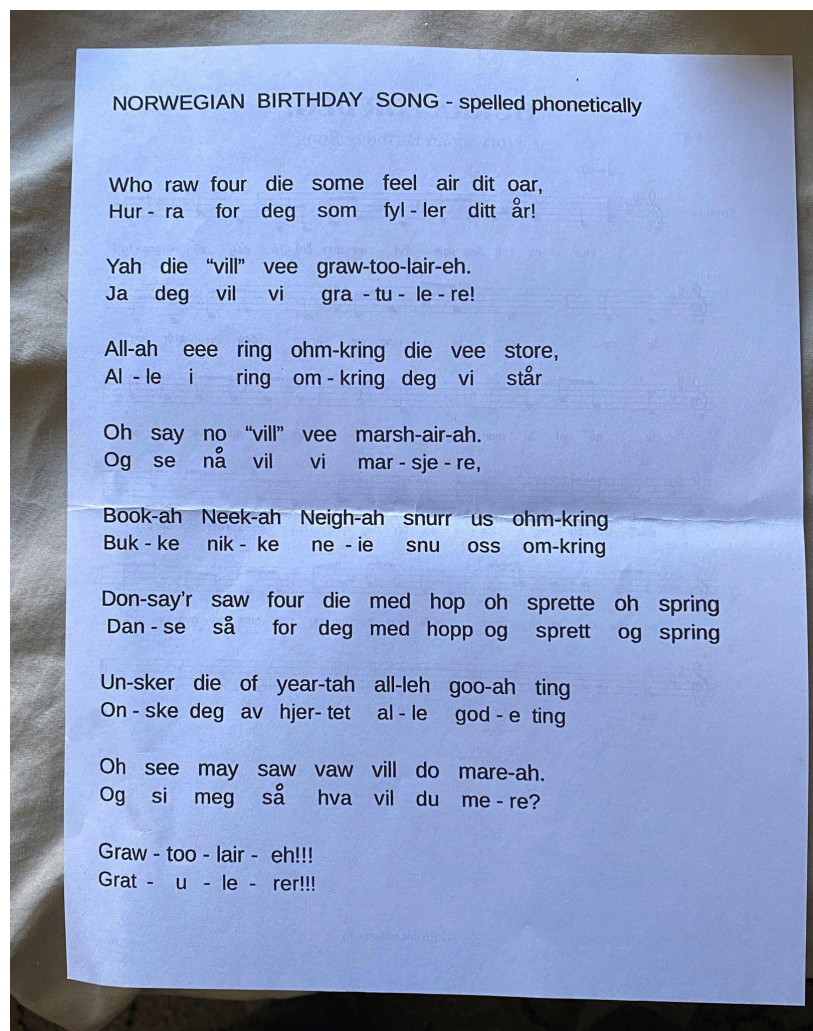 NORWEGIAN BIRTHDAY SONG - spelled phonetically
Who raw four die some feel air dit oar,
Hur - ra for deg som fyl - ler ditt år!
Yah die “vill” vee graw-too-lair-eh.
Ja deg vil vi gra - tu - le - re!
All-ah eee ring ohm-kring die vee store,
Al - le i ring om - kring deg vi står
Oh say no “vill” vee marsh-air-ah.
Og se nå vil vi mar - sje - re,
Book-ah Neek-ah Neigh-ah snurr us ohm-kring
Buk - ke nik - ke ne - ie snu oss om-kring
Don-say’r saw four die med hop oh sprette oh spring
Dan - se så for deg med hopp og sprett og spring
Un-sker die of year-tah all-leh goo-ah ting
On - ske deg av hjer- tet al - le god - e ting
Oh see may saw vaw vill do mare-ah.
Og si meg så hva vil du me - re?
Graw - too - lair - eh!!!
Grat - u - le - rer!!!